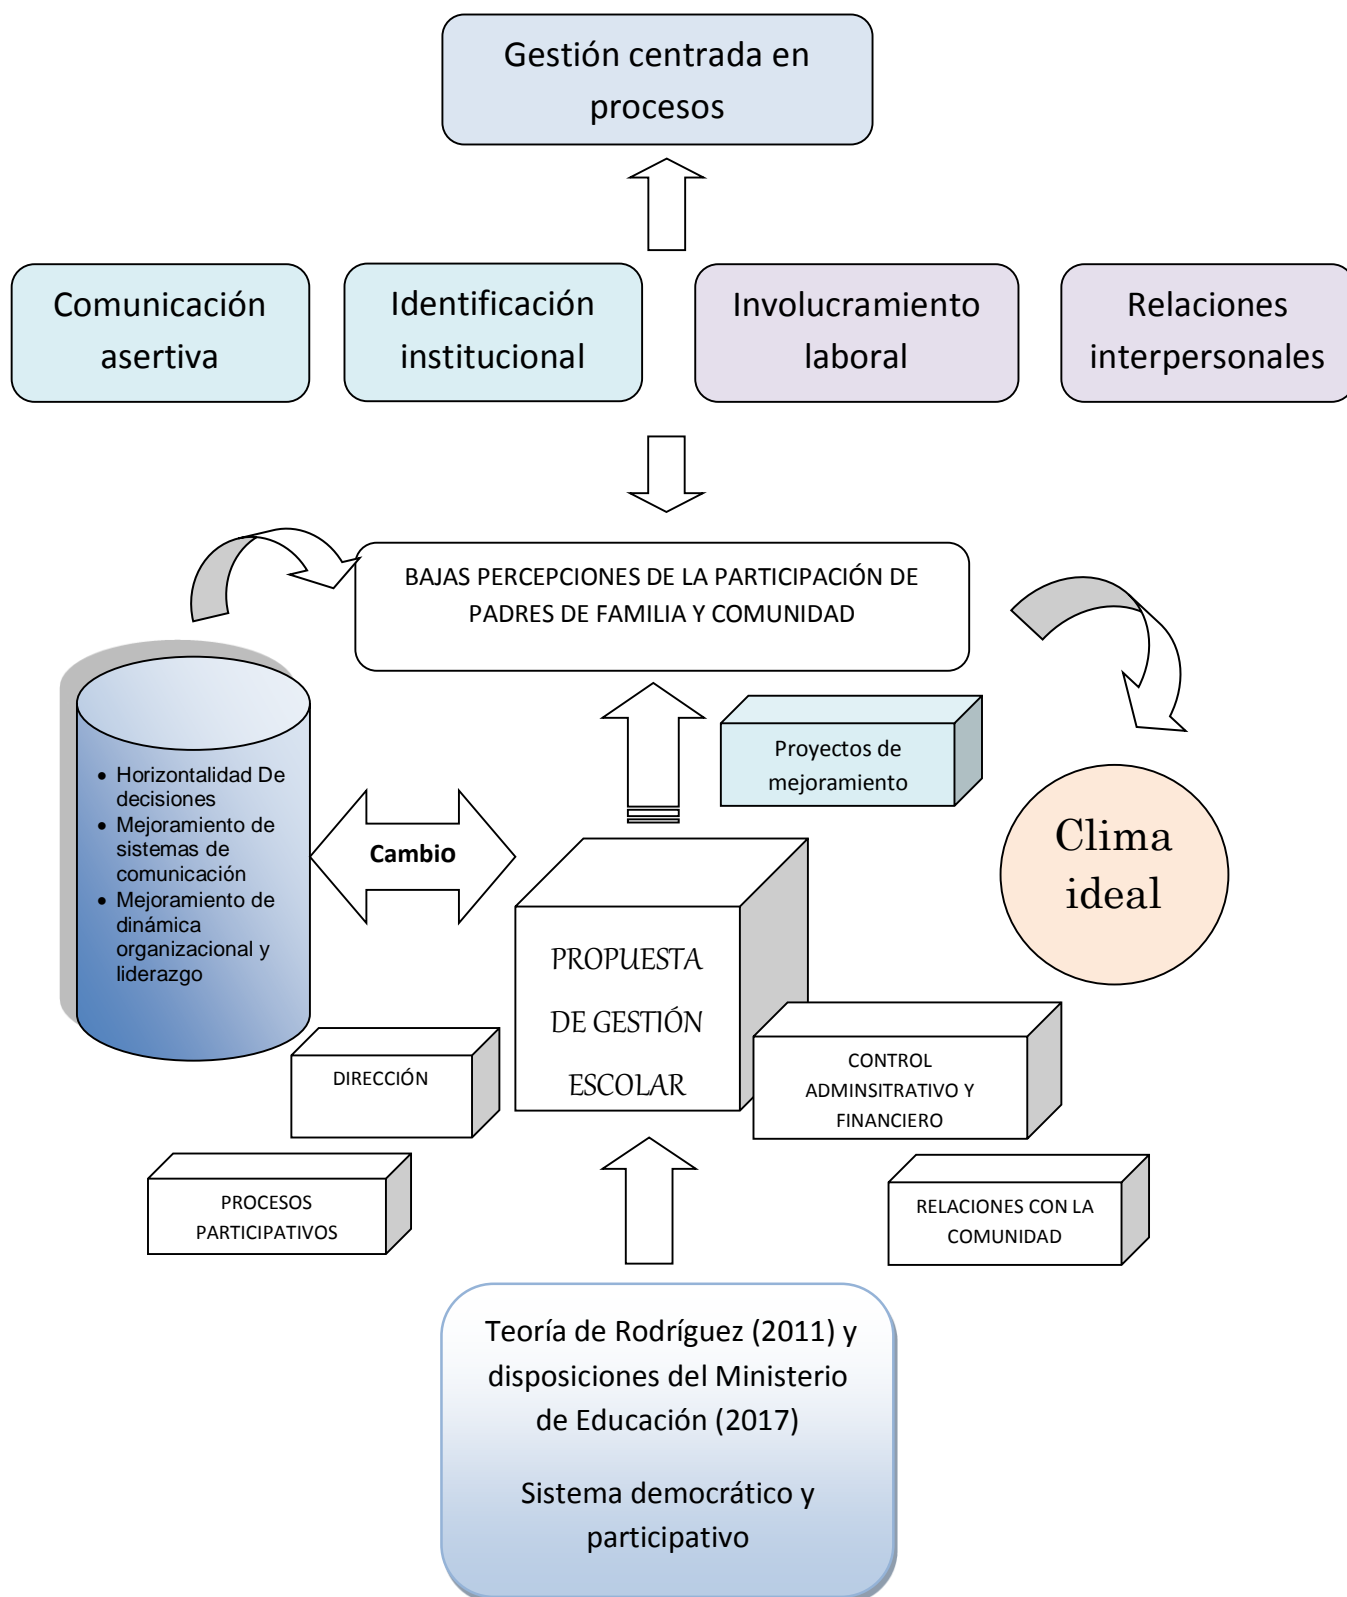 Gestión centrada en
procesos
Comunicación
asertiva
Identificación
institucional
Involucramiento
laboral
Relaciones
interpersonales
BAJAS PERCEPCIONES DE LA PARTICIPACIÓN DE
PADRES DE FAMILIA Y COMUNIDAD
Proyectos de
mejoramiento
• Horizontalidad De
decisiones
• Mejoramiento de
sistemas de
comunicación
• Mejoramiento de
dinámica
organizacional y
liderazgo
Cambio
Clima
ideal
PROPUESTA
DE GESTIÓN
ESCOLAR
DIRECCIÓN
CONTROL
ADMINSITRATIVO Y
FINANCIERO
PROCESOS
PARTICIPATIVOS
RELACIONES CON LA
COMUNIDAD
Teoría de Rodríguez (2011) y
disposiciones del Ministerio
de Educación (2017)
Sistema democrático y
participativo